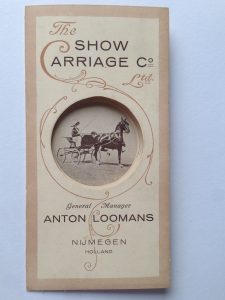 The
SHOW
CARRIAGE Co
Ltd.
General Manager
ANTON LOOMANS
NIJMEGEN
HOLLAND